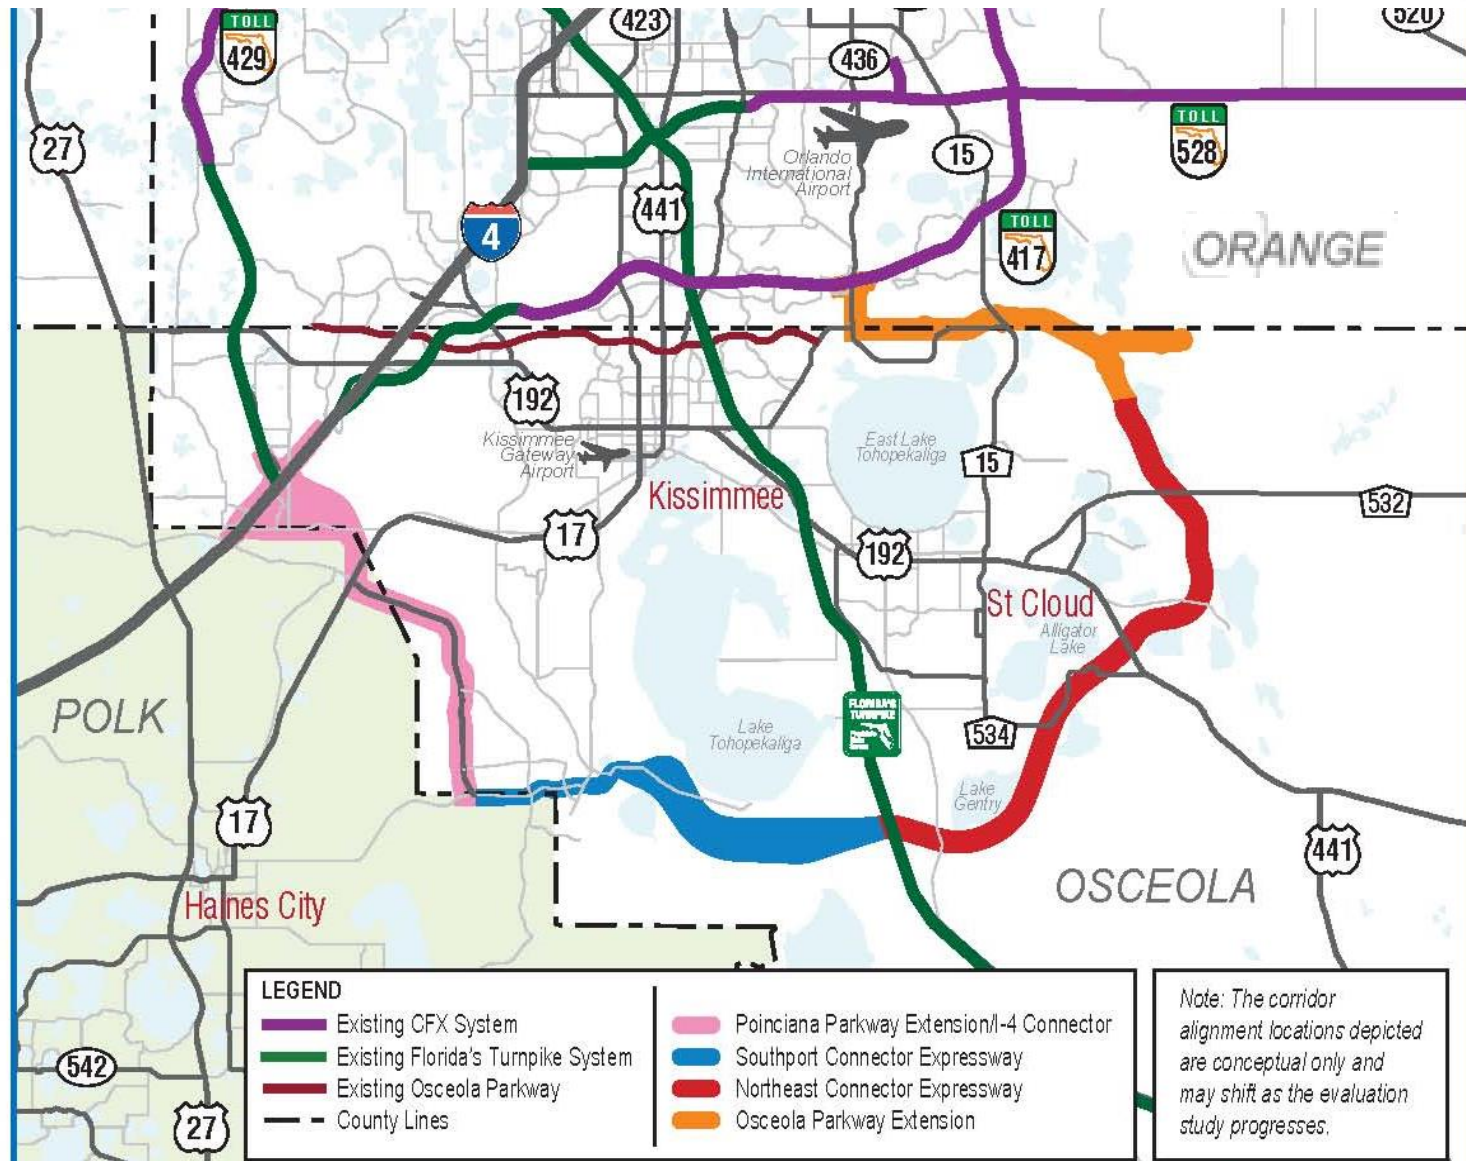 TOLL
429
423
436
520
27
Orlando
International
Airport
15
TOLL
528
441
4
TOLL
417
ORANGE
192
Kissimmee
Gateway
Airport
East Lake
Tohopekaliga
15
Kissimmee
532
17
192
St Cloud
Alligator
Lake
POLK
FLORIDA'S
TURNPIKE
Lake
Tohopekaliga
534
Lake
Gentry
17
441
Haines City
OSCEOLA
LEGEND
Existing CFX System
Existing Florida's Turnpike System
Existing Osceola Parkway
County Lines
Poinciana Parkway Extension/I-4 Connector
Southport Connector Expressway
Northeast Connector Expressway
Osceola Parkway Extension
Note: The corridor
alignment locations depicted
are conceptual only and
may shift as the evaluation
study progresses.
542
27